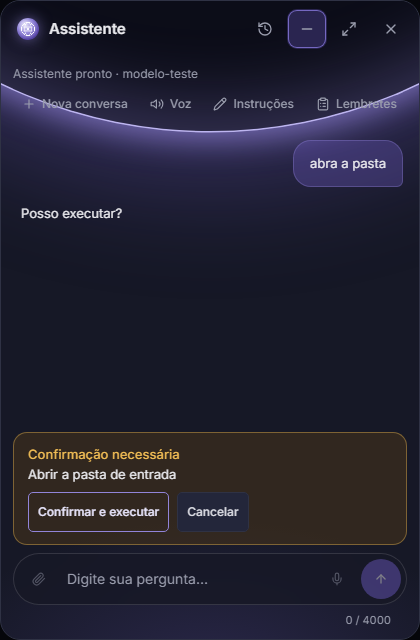 Assistente
Assistente pronto · modelo-teste
Nova conversa Voz Instruções Lembretes
abra a pasta
Posso executar?
Confirmação necessária
Abrir a pasta de entrada
Confirmar e executar Cancelar
Digite sua pergunta...
0 / 4000